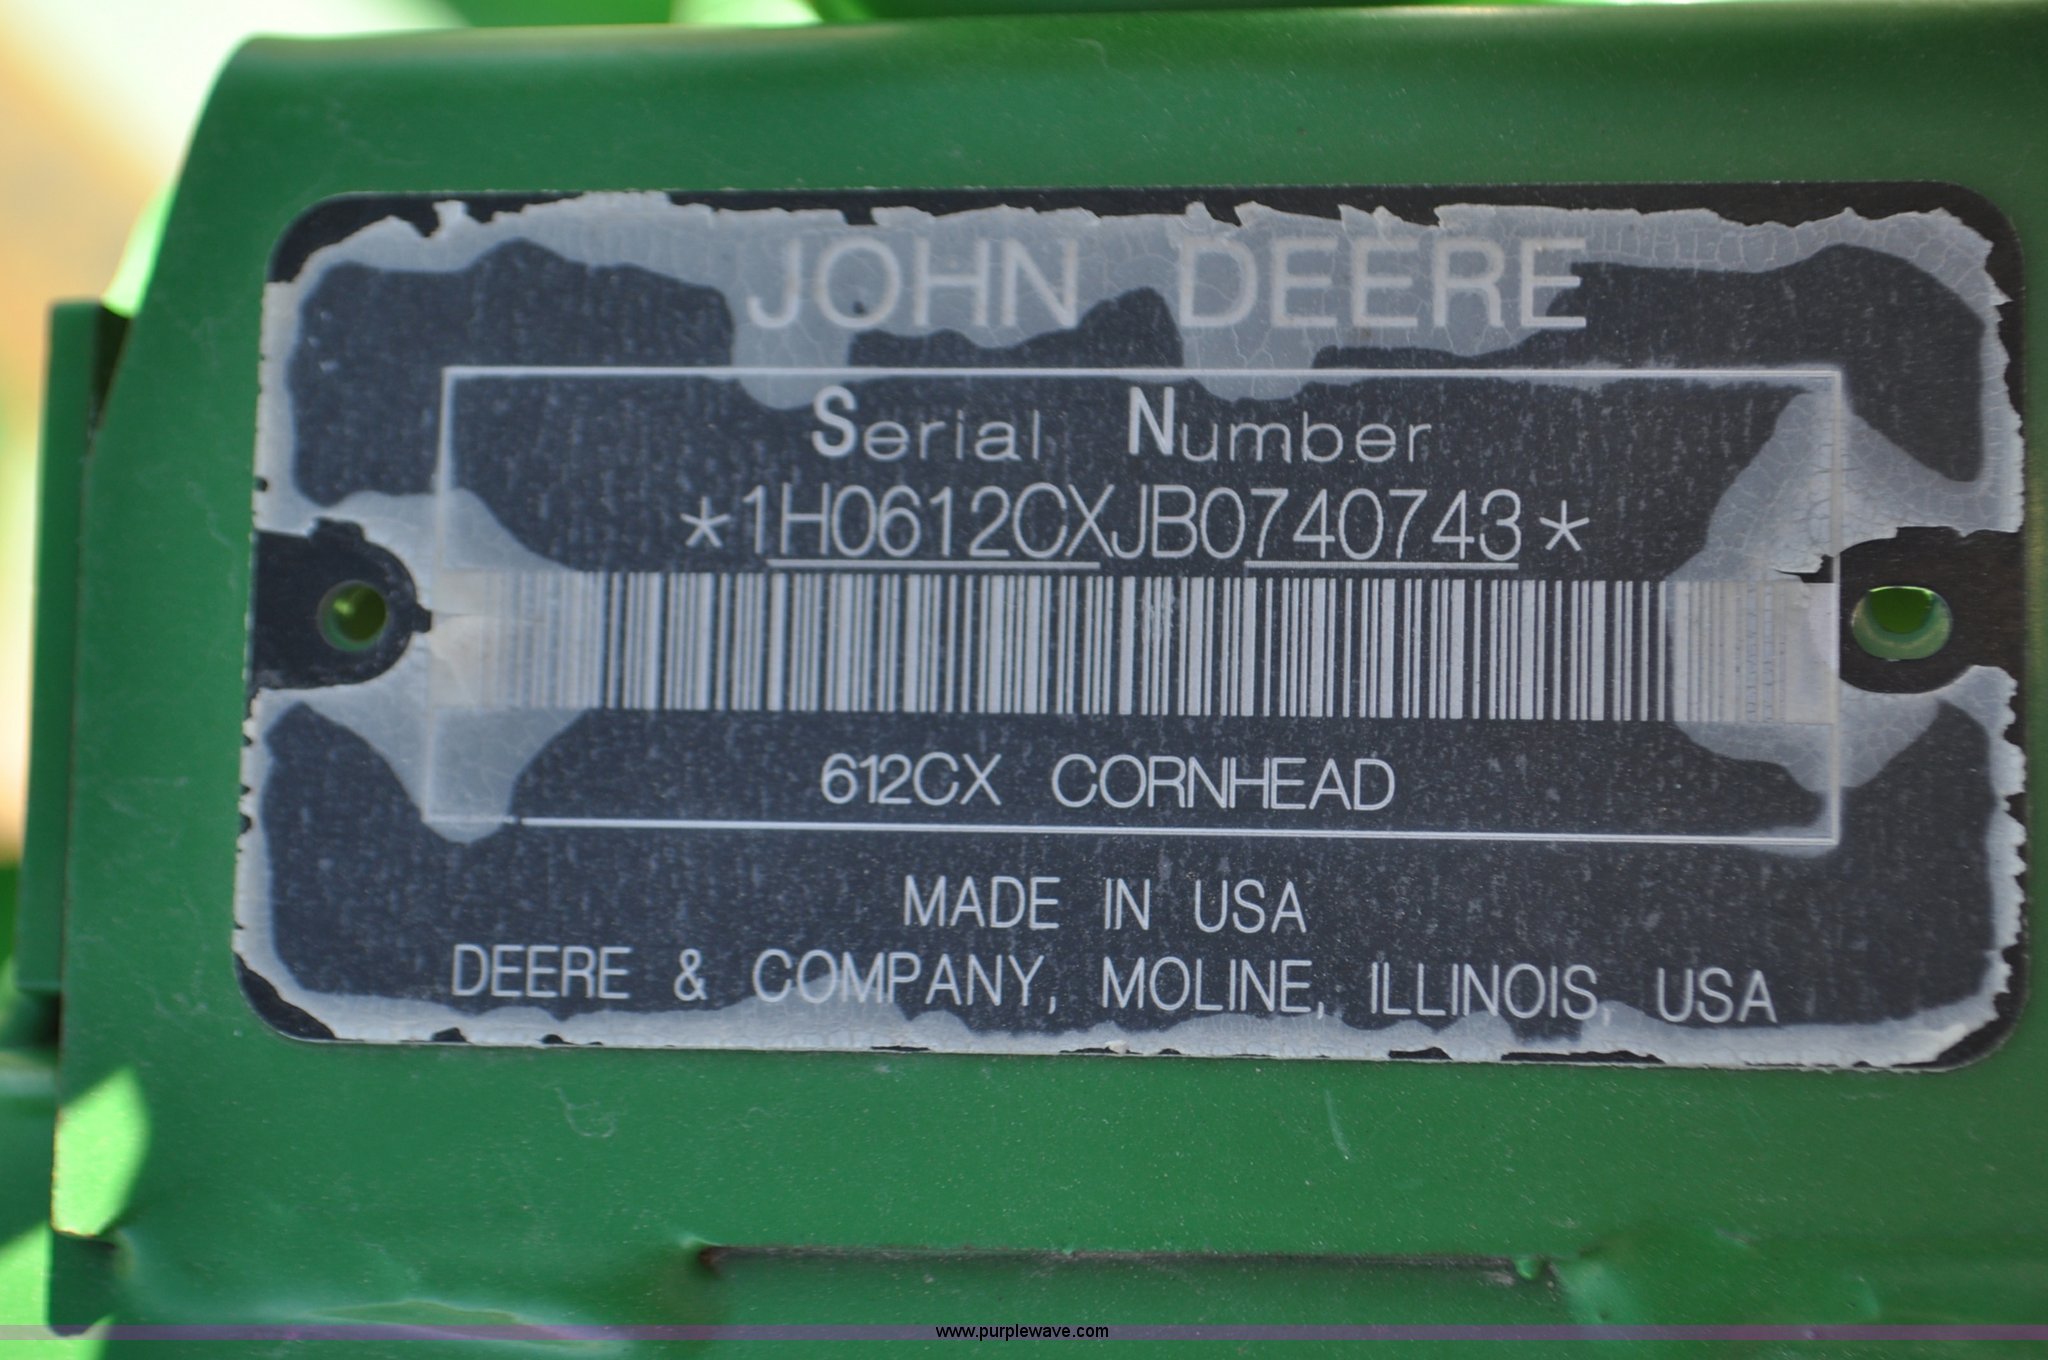 JOHN DEERE
Serial Number
*1H0612CXJB0740743*
612CX CORNHEAD
MADE IN USA
DEERE & COMPANY, MOLINE, ILLINOIS, USA
www.purplewave.com